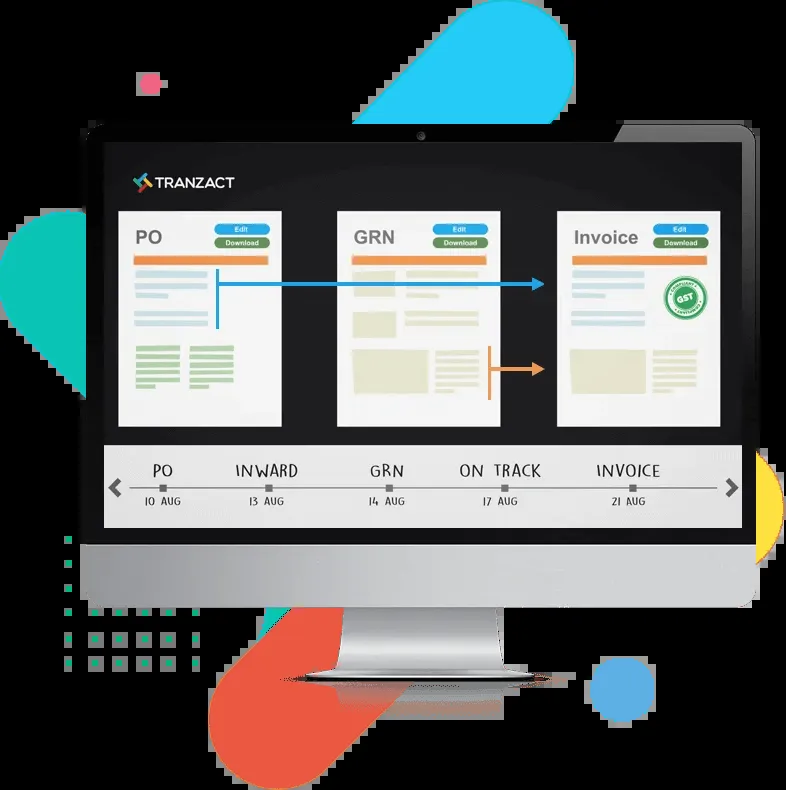 TRANZACT
PO
Edit
Download
GRN
Edit
Download
Invoice
Edit
Download
GST
PO INWARD GRN ON TRACK INVOICE
10 AUG 13 AUG 14 AUG 17 AUG 21 AUG